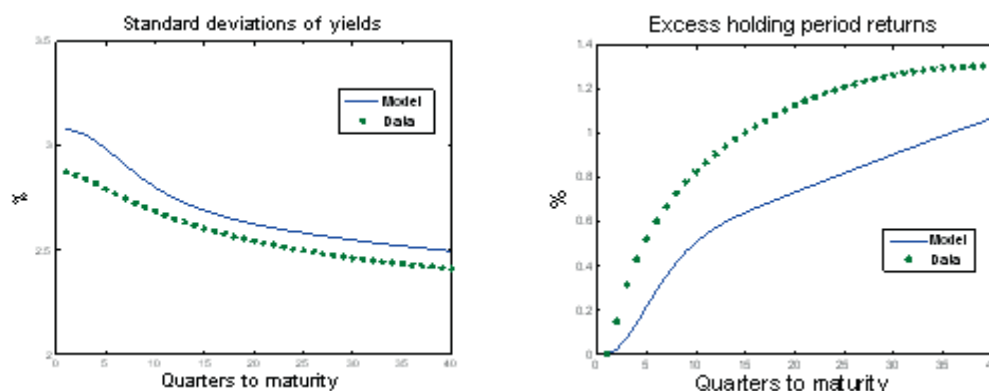 Standard deviations of yields
3.5
3
2.5
2
%
0 5 10 15 20 25 30 35 40
Quarters to maturity
Model
Data
Excess holding period returns
1.4
1.2
1
0.8
0.6
0.4
0.2
0
%
0 5 10 15 20 25 30 35 40
Quarters to maturity
Model
Data